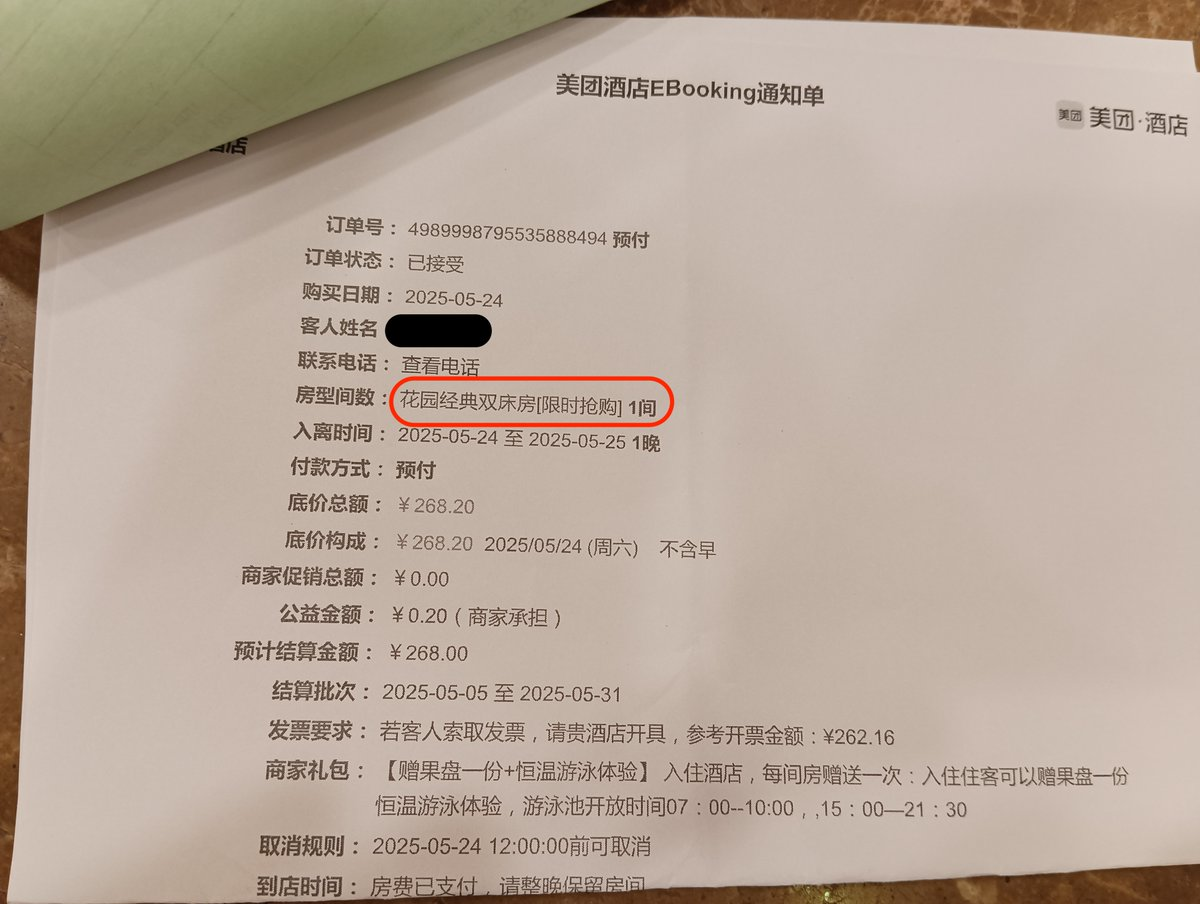 美团酒店EBooking通知单
美团 美团·酒店
酒店
订单号： 4989998795535888494 预付
订单状态： 已接受
购买日期： 2025-05-24
客人姓名
联系电话： 查看电话
房型间数： 花园经典双床房[限时抢购] 1间
入离时间： 2025-05-24 至 2025-05-25 1晚
付款方式： 预付
底价总额： ￥268.20
底价构成： ￥268.20 2025/05/24 (周六) 不含早
商家促销总额： ￥0.00
公益金额： ￥0.20（商家承担）
预计结算金额： ￥268.00
结算批次： 2025-05-05 至 2025-05-31
发票要求： 若客人索取发票，请贵酒店开具，参考开票金额：¥262.16
商家礼包： 【赠果盘一份+恒温游泳体验】 入住酒店，每间房赠送一次：入住住客可以赠果盘一份
恒温游泳体验，游泳池开放时间07：00--10:00，,15：00—21：30
取消规则： 2025-05-24 12:00:00前可取消
到店时间： 房费已支付，请整晚保留房间